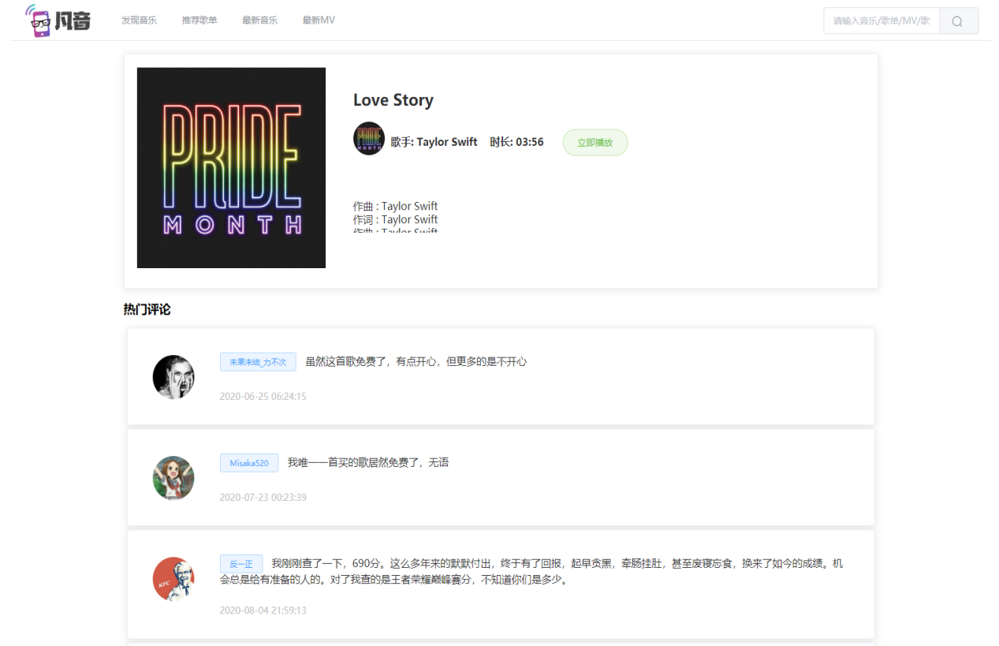 凡音
发现音乐
推荐歌单
最新音乐
最新MV
请输入音乐/歌单/MV/歌
PRIDE
MONTH
Love Story
PRIDE
MONTH
歌手: Taylor Swift
时长: 03:56
立即播放
作曲 : Taylor Swift
作词 : Taylor Swift
作曲 : Taylor Swift
热门评论
未果未结_力不次 虽然这首歌免费了，有点开心，但更多的是不开心
2020-06-25 06:24:15
Misaka520 我唯一一首买的歌居然免费了，无语
2020-07-23 00:23:39
KFC
反一正 我刚刚查了一下，690分。这么多年来的默默付出，终于有了回报，起早贪黑，牵肠挂肚，甚至废寝忘食，换来了如今的成绩。机
会总是给有准备的人的。对了我查的是王者荣耀巅峰赛分，不知道你们是多少。
2020-08-04 21:59:13